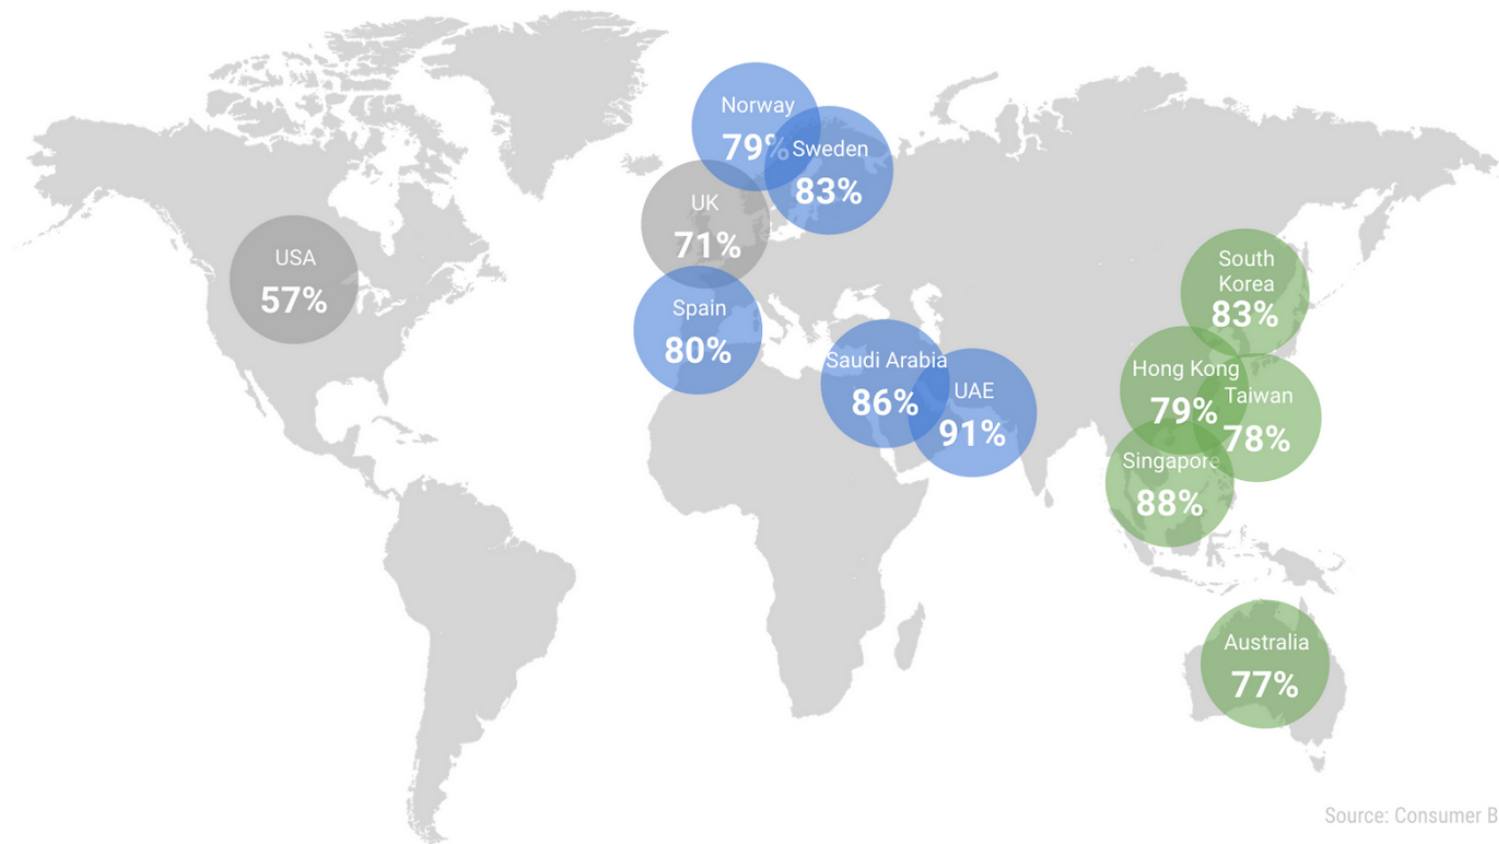 Norway
79%
Sweden
83%
UK
71%
USA
57%
Spain
80%
Saudi Arabia
86%
UAE
91%
South
Korea
83%
Hong Kong
79%
Taiwan
78%
Singapore
88%
Australia
77%
Source: Consumer B